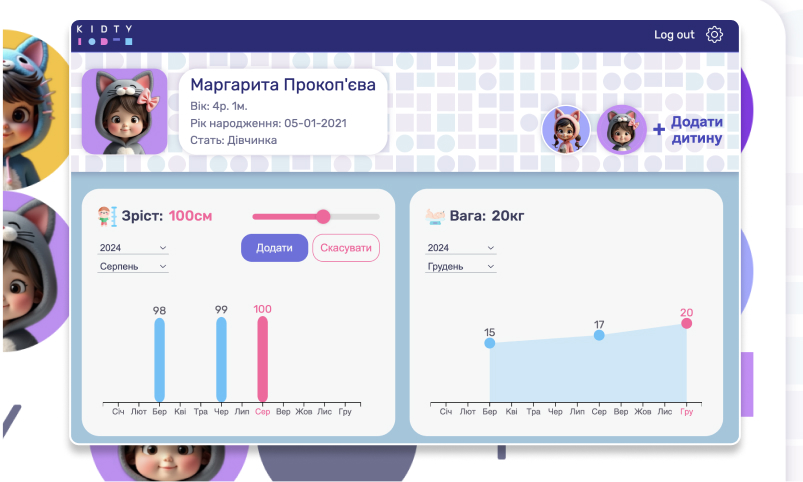 KIDTY
Log out
Маргарита Прокоп'єва
Вік: 4р. 1м.
Рік народження: 05-01-2021
Стать: Дівчинка
+ Додати
дитину
Зріст: 100см
2024
Серпень
Додати
Скасувати
98
99
100
Січ Лют Бер Кві Тра Чер Лип Сер Вер Жов Лис Гру
Вага: 20кг
2024
Грудень
15
17
20
Січ Лют Бер Кві Тра Чер Лип Сер Вер Жов Лис Гру